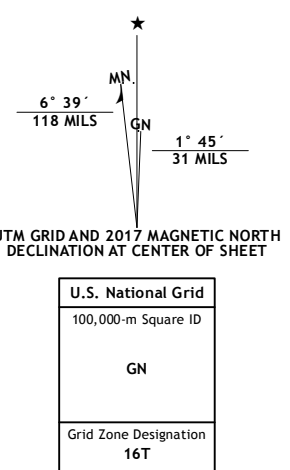 ★
MN.
GN
6° 39´
118 MILS
1° 45´
31 MILS
UTM GRID AND 2017 MAGNETIC NORTH
DECLINATION AT CENTER OF SHEET
U.S. National Grid
100,000-m Square ID
GN
Grid Zone Designation
16T